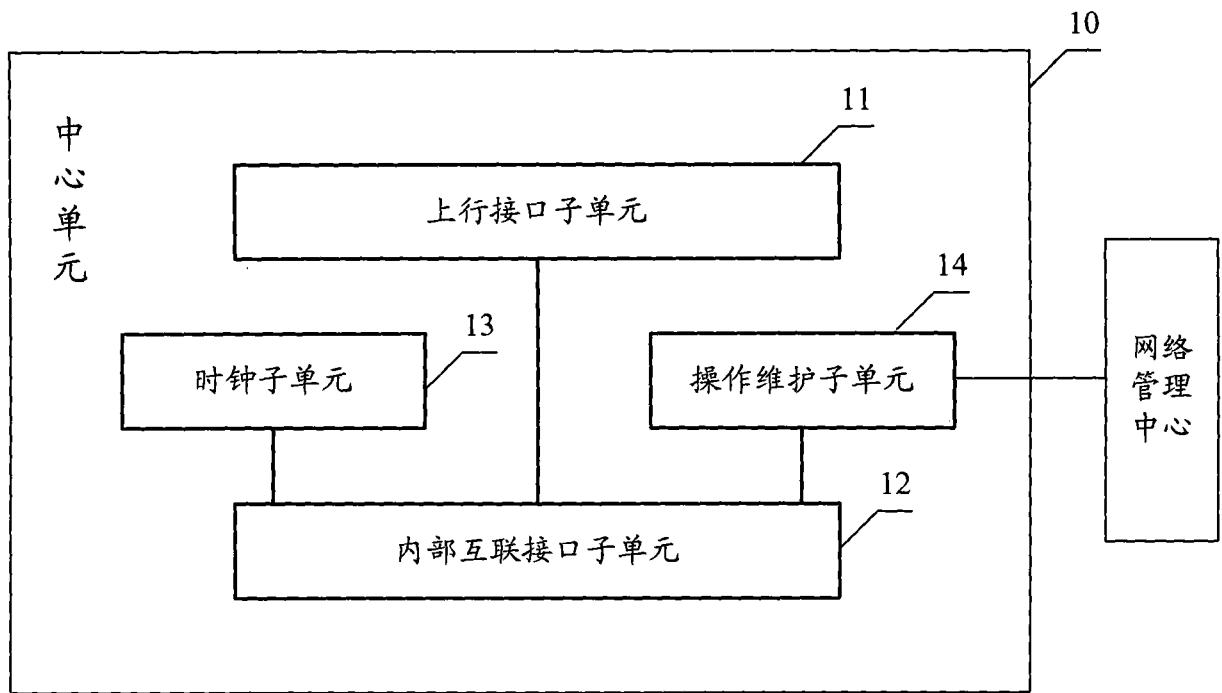 10
中心单元
11
上行接口子单元
14
操作维护子单元
13
时钟子单元
网络
管理
中心
12
内部互联接口子单元